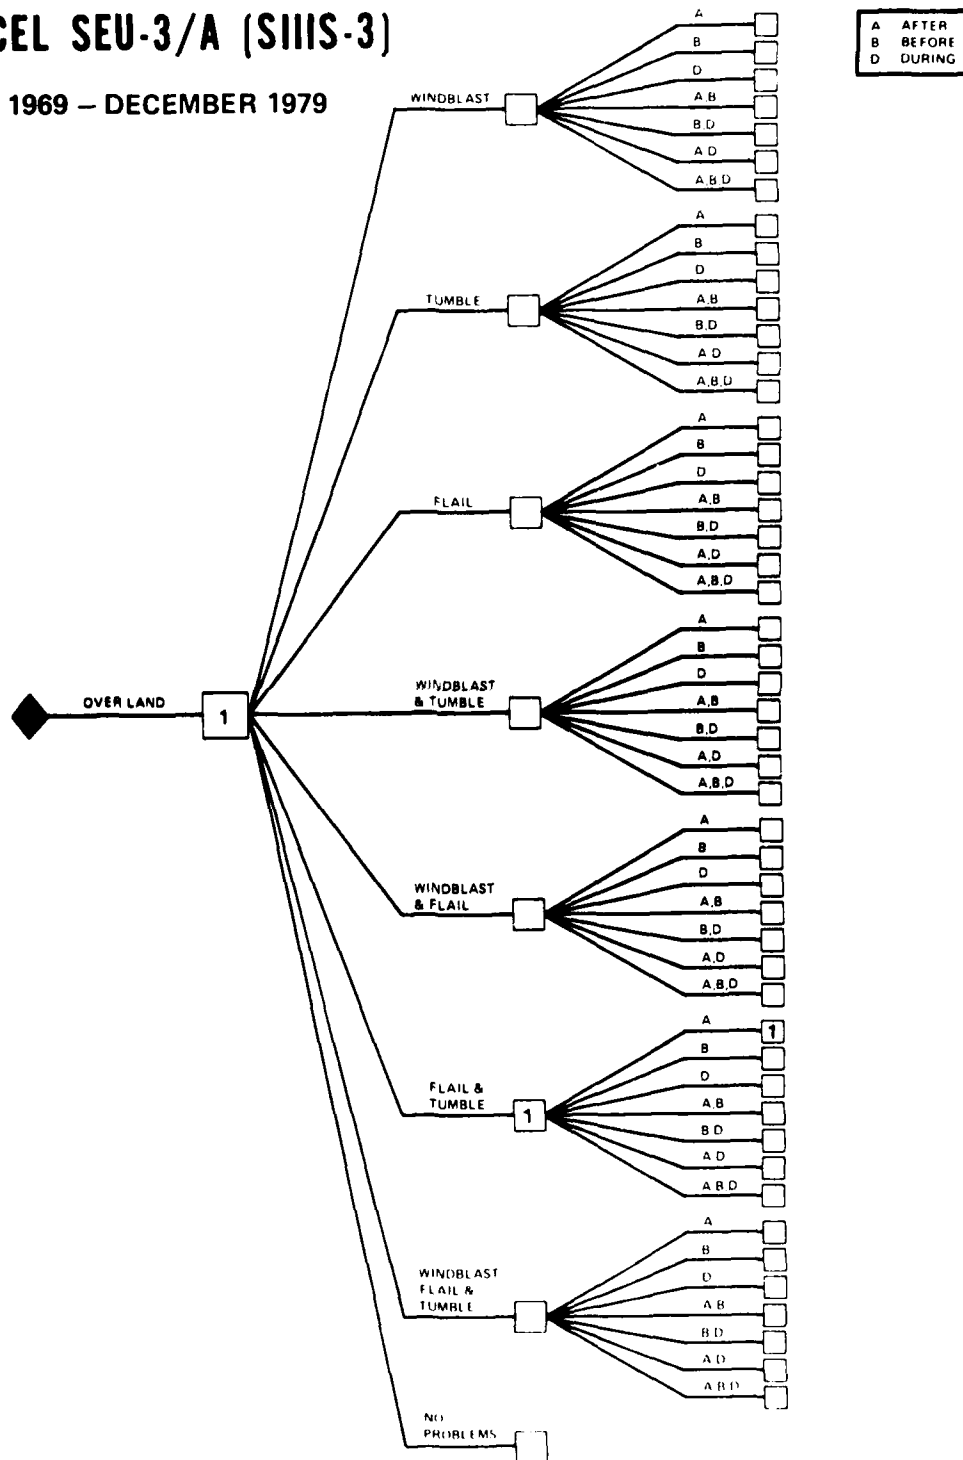 CEL SEU-3/A (SIIIS-3)
1969 – DECEMBER 1979
A AFTER
B BEFORE
D DURING
OVER LAND
1
WINDBLAST
A
B
D
A,B
B,D
A,D
A,B,D
TUMBLE
A
B
D
A,B
B,D
A,D
A,B,D
FLAIL
A
B
D
A,B
B,D
A,D
A,B,D
WINDBLAST
& TUMBLE
A
B
D
A,B
B,D
A,D
A,B,D
WINDBLAST
& FLAIL
A
B
D
A,B
B,D
A,D
A,B,D
FLAIL &
TUMBLE
1
A
1
B
D
A,B
B D
A D
A B D
WINDBLAST
FLAIL &
TUMBLE
A
B
D
A B
B D
A D
A B D
NO
PROBLEMS